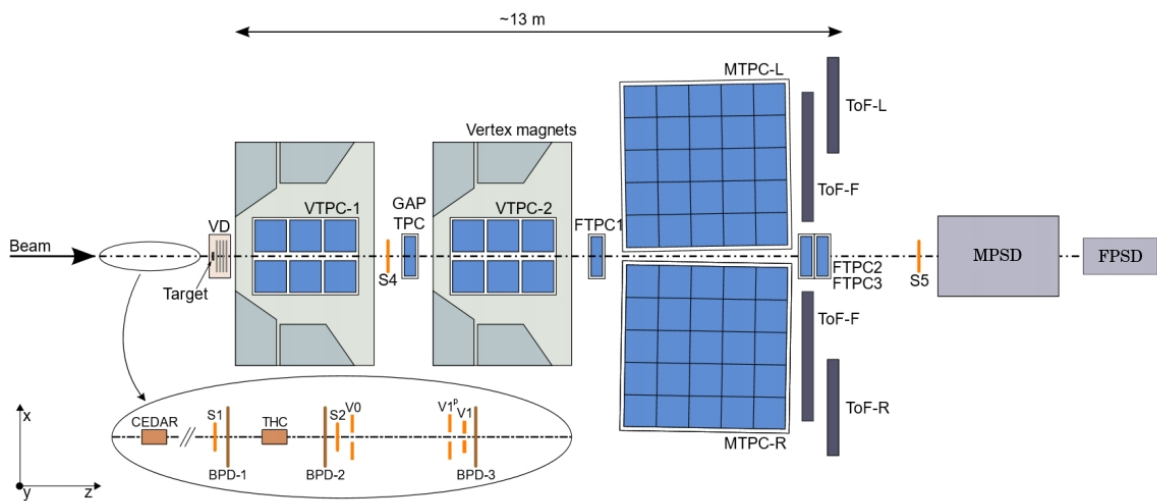 ~13 m
MTPC-L
ToF-L
Vertex magnets
ToF-F
VTPC-1
GAP
TPC
VTPC-2
FTPC1
VD
Beam
Target
S4
FTPC2
FTPC3
S5
MPSD
FPSD
ToF-F
ToF-R
MTPC-R
x
y
z
CEDAR
S1
THC
S2
V0
V1ᵖ
V1
BPD-1
BPD-2
BPD-3